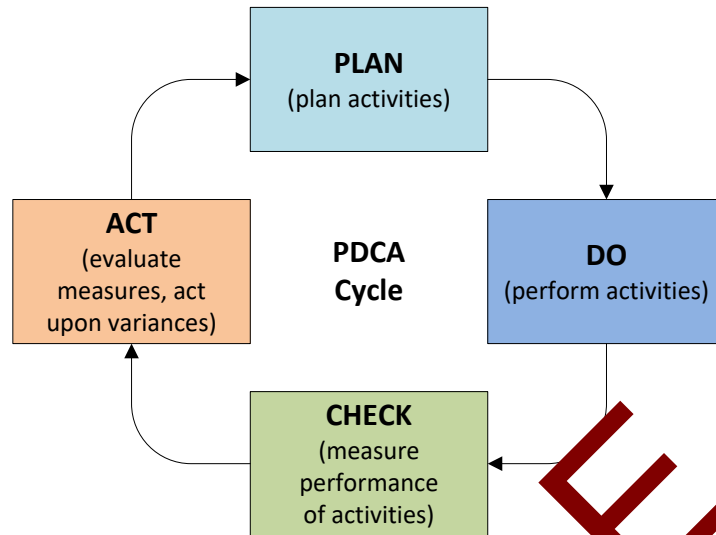 PLAN
(plan activities)
ACT
(evaluate
measures, act
upon variances)
PDCA
Cycle
DO
(perform activities)
CHECK
(measure
performance
of activities)
E